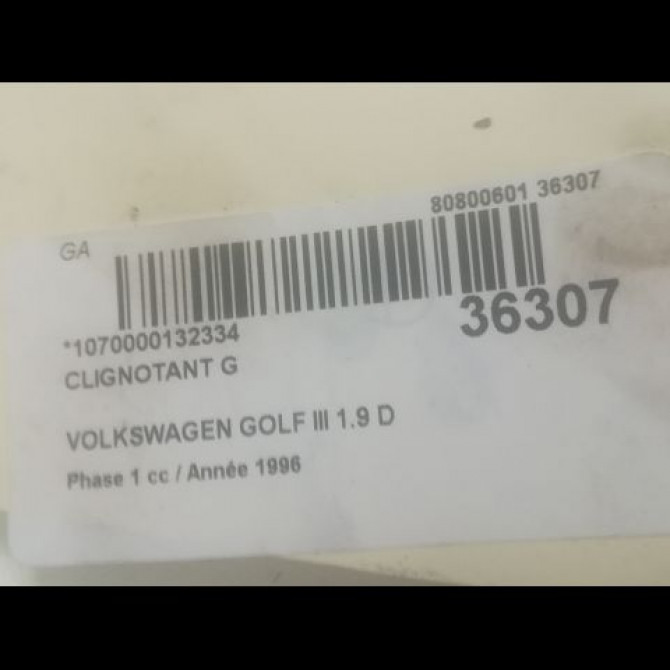 80800601 36307
GA
36307
*1070000132334
CLIGNOTANT G
VOLKSWAGEN GOLF III 1.9 D
Phase 1 cc / Année 1996